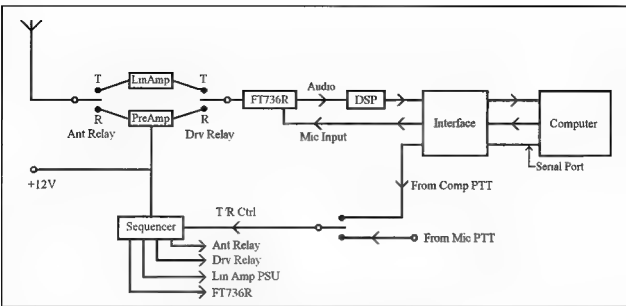 T
LinAmp
T
Audio
FT736R
DSP
R
PreAmp
R
Ant Relay
Drv Relay
Mic Input
Interface
Computer
Serial Port
+12V
From Comp PTT
T/R Ctrl
Sequencer
From Mic PTT
Ant Relay
Drv Relay
Lin Amp PSU
FT736R